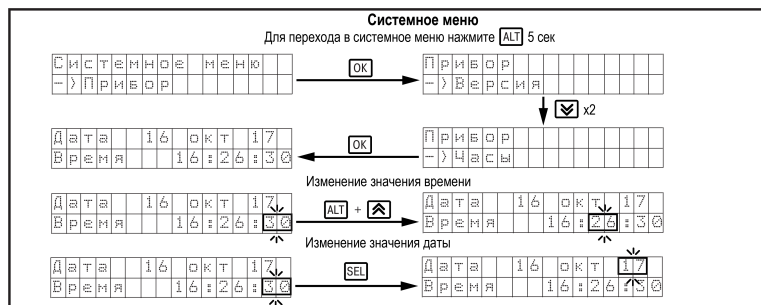 Системное меню
Для перехода в системное меню нажмите ALT 5 сек
Системное меню
->Прибор
OK
Прибор
->Версия
x2
Дата 16 окт 17
Время 16:26:30
OK
Прибор
->Часы
Изменение значения времени
Дата 16 окт 17
Время 16:26:30
ALT +
Дата 16 окт 17
Время 16:26:30
Изменение значения даты
Дата 16 окт 17
Время 16:26:30
SEL
Дата 16 окт 17
Время 16:26:30